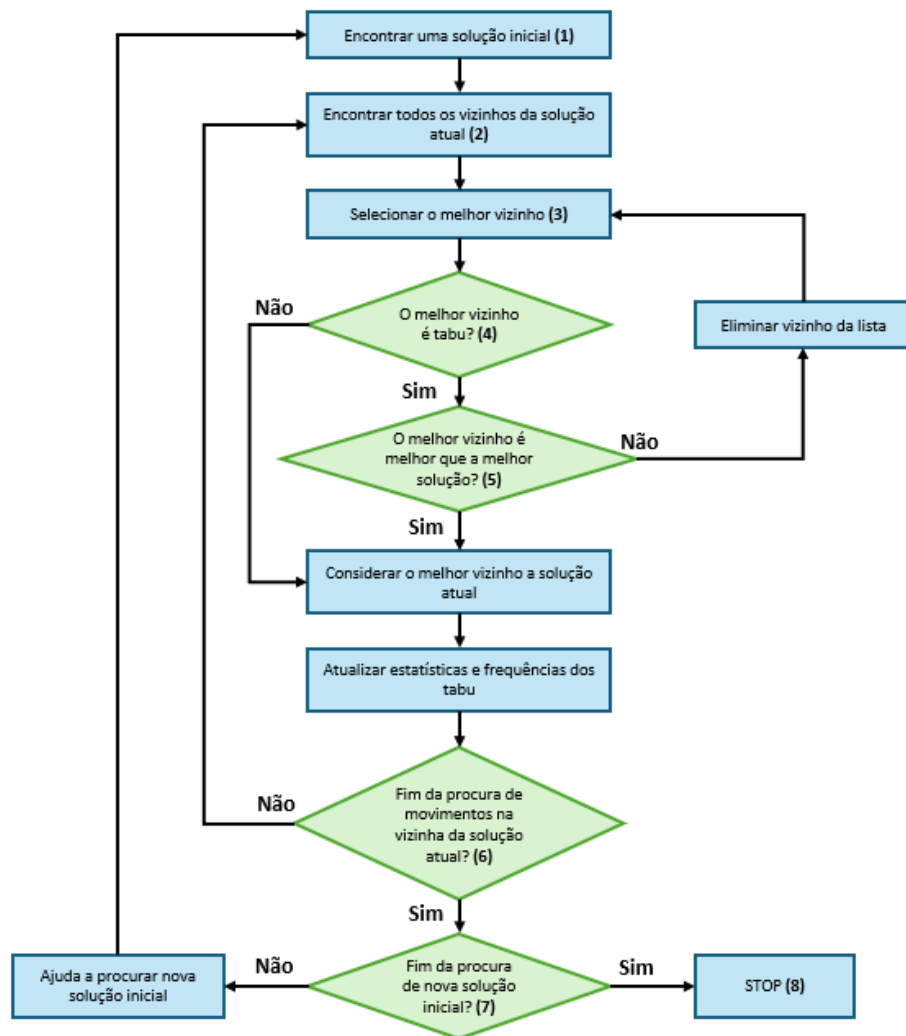 Encontrar uma solução inicial (1)
Encontrar todos os vizinhos da solução
atual (2)
Selecionar o melhor vizinho (3)
Não
O melhor vizinho
é tabu? (4)
Eliminar vizinho da lista
Sim
O melhor vizinho é
melhor que a melhor
solução? (5)
Não
Sim
Considerar o melhor vizinho a solução
atual
Atualizar estatísticas e frequências dos
tabu
Não
Fim da procura de
movimentos na
vizinha da solução
atual? (6)
Sim
Ajuda a procurar nova
solução inicial
Não
Fim da procura
de nova solução
inicial? (7)
Sim
STOP (8)